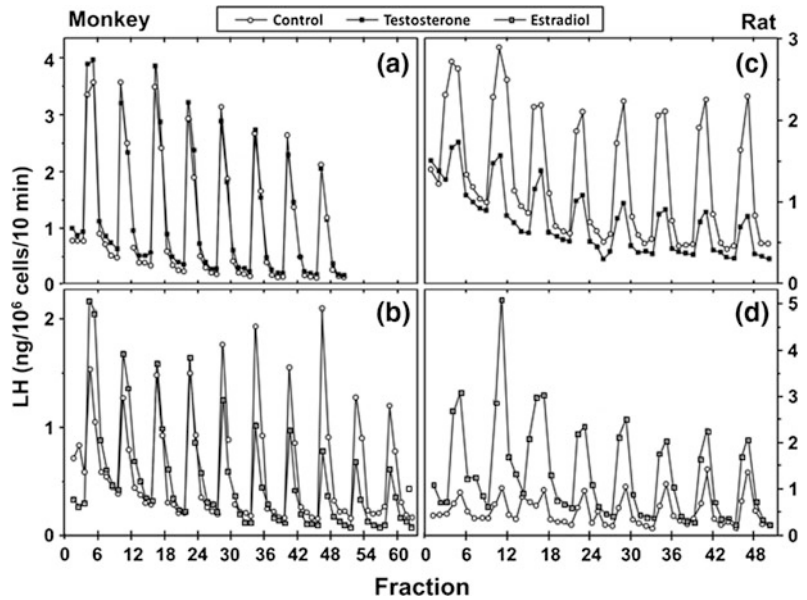 Control Testosterone Estradiol
Monkey
Rat
LH (ng/10⁶ cells/10 min)
(a)
4
3
2
1
0
(c)
3
2
1
0
(b)
2
1
0
0 6 12 18 24 30 36 42 48 54 60
(d)
5
4
3
2
1
0
0 6 12 18 24 30 36 42 48
Fraction